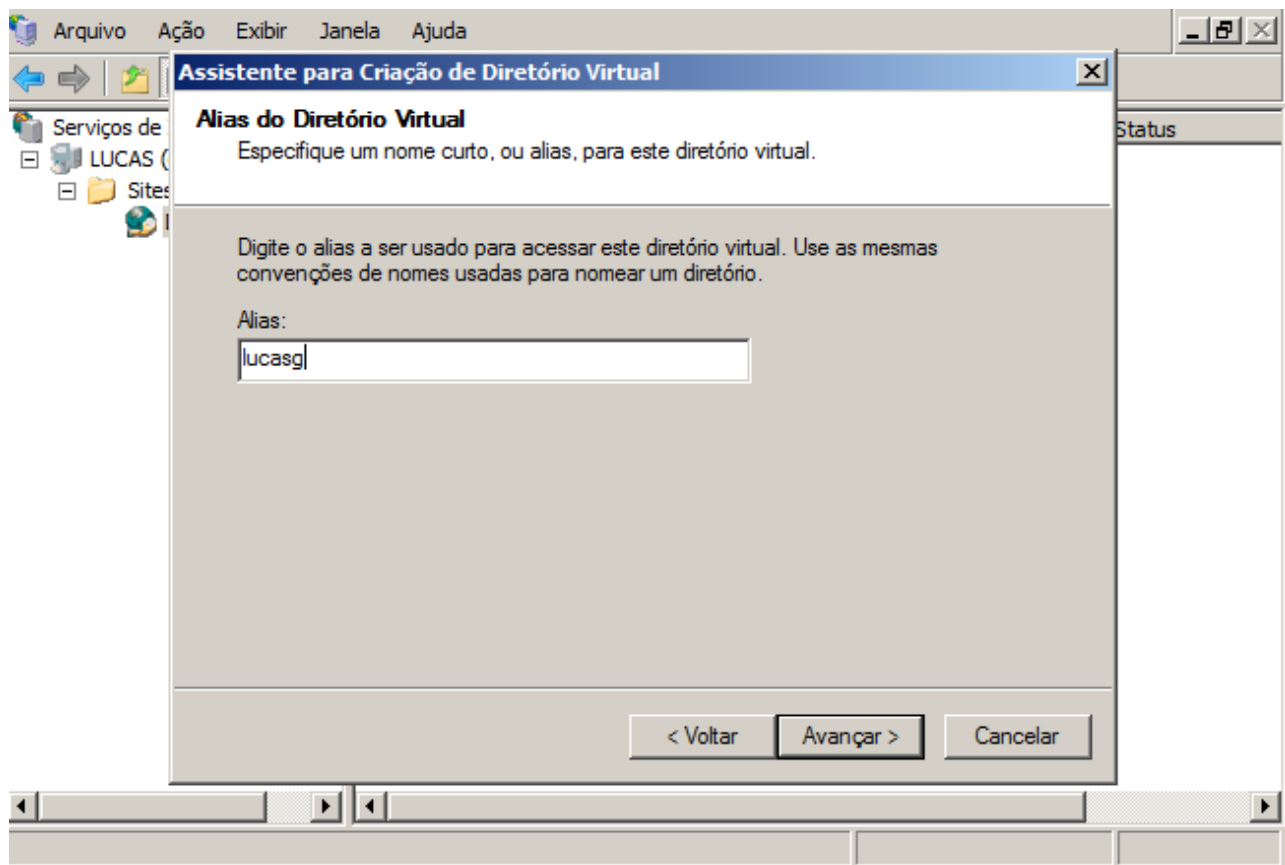 Arquivo Ação Exibir Janela Ajuda
Assistente para Criação de Diretório Virtual
Alias do Diretório Virtual
Especifique um nome curto, ou alias, para este diretório virtual.
Serviços de
Status
LUCAS (
Sites
Digite o alias a ser usado para acessar este diretório virtual. Use as mesmas
convenções de nomes usadas para nomear um diretório.
Alias:
lucasg
< Voltar Avançar > Cancelar